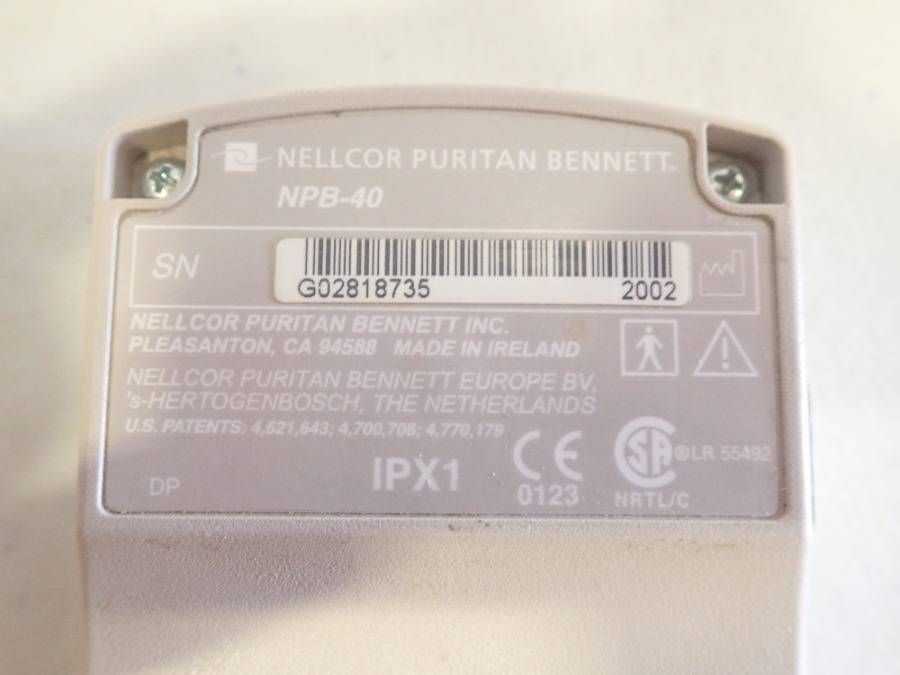 NELLCOR PURITAN BENNETT™
NPB-40
SN
G02818735 2002
NELLCOR PURITAN BENNETT INC.
PLEASANTON, CA 94588 MADE IN IRELAND
NELLCOR PURITAN BENNETT EUROPE BV,
's-HERTOGENBOSCH, THE NETHERLANDS
U.S. PATENTS: 4,621,643; 4,700,708; 4,770,179
DP
IPX1
CE
0123
SA ® LR 55492
NRTL/C